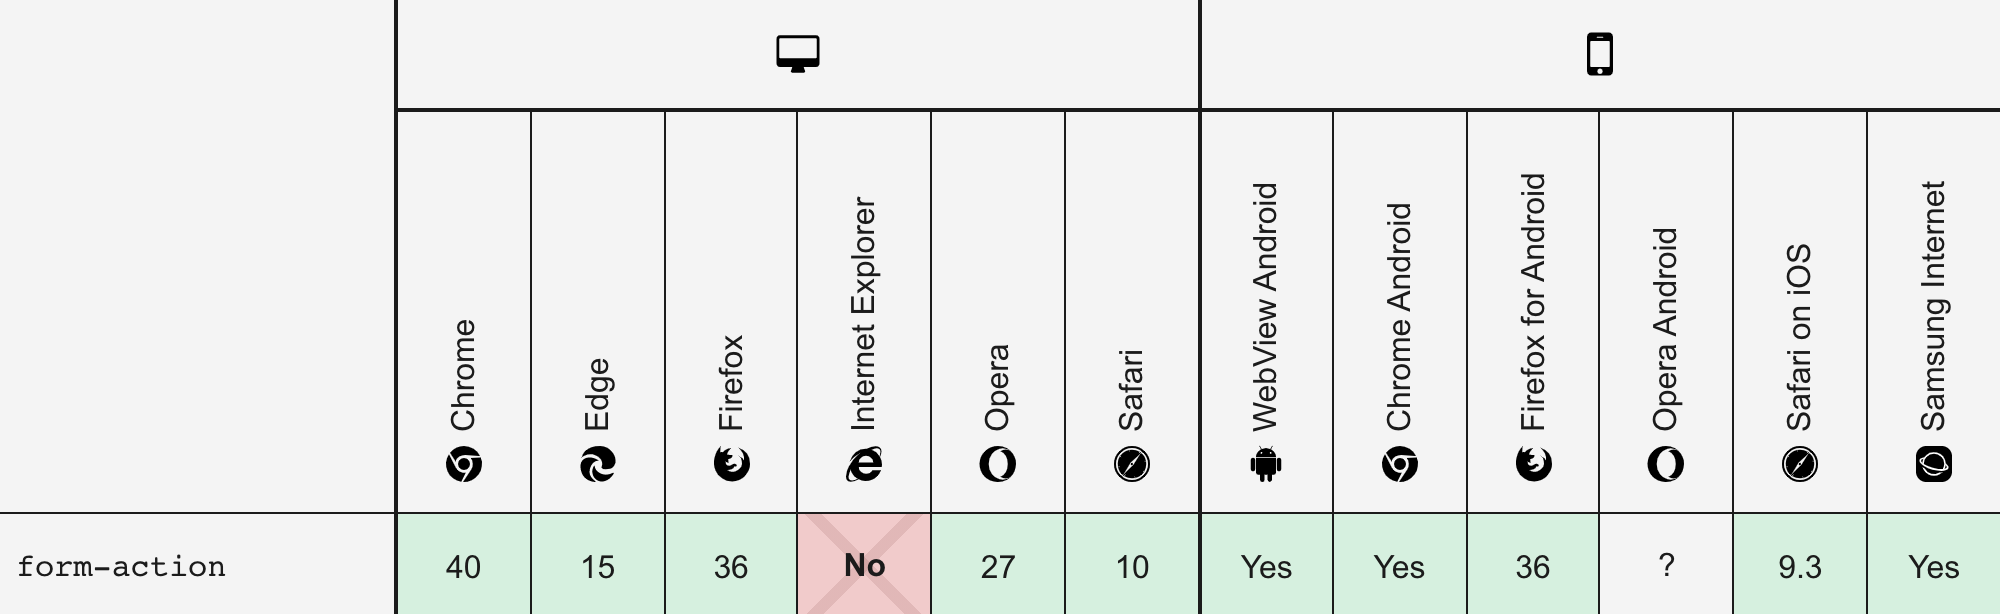 Chrome
Edge
Firefox
Internet Explorer
Opera
Safari
WebView Android
Chrome Android
Firefox for Android
Opera Android
Safari on iOS
Samsung Internet
form-action 40 15 36 No 27 10 Yes Yes 36 ? 9.3 Yes